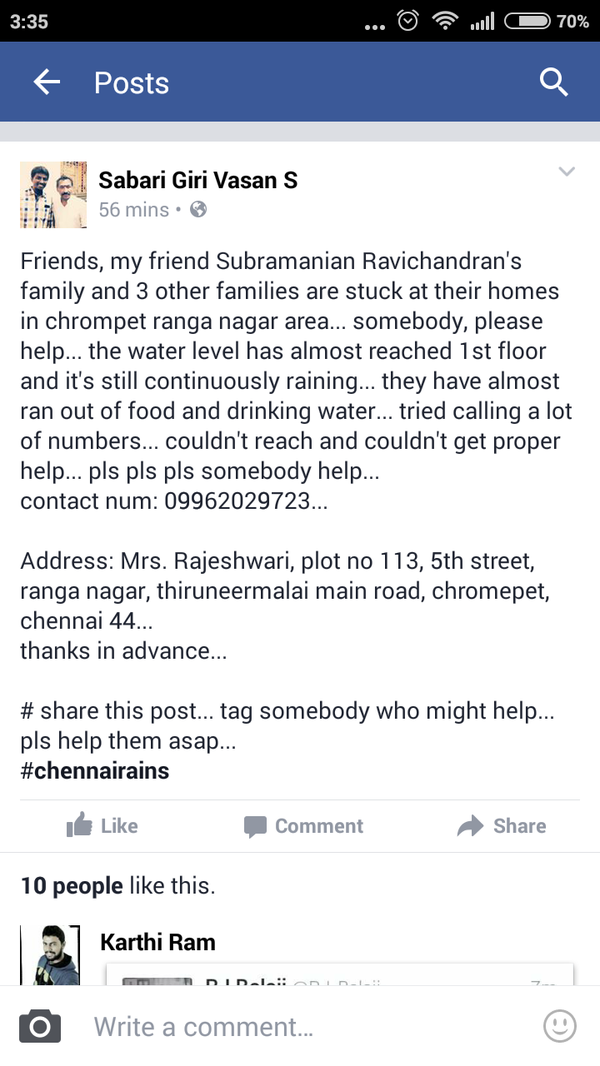 3:35
70%
Posts
Sabari Giri Vasan S
56 mins •
Friends, my friend Subramanian Ravichandran's
family and 3 other families are stuck at their homes
in chrompet ranga nagar area... somebody, please
help... the water level has almost reached 1st floor
and it's still continuously raining... they have almost
ran out of food and drinking water... tried calling a lot
of numbers... couldn't reach and couldn't get proper
help... pls pls pls somebody help...
contact num: 09962029723...
Address: Mrs. Rajeshwari, plot no 113, 5th street,
ranga nagar, thiruneermalai main road, chromepet,
chennai 44...
thanks in advance...
# share this post... tag somebody who might help...
pls help them asap...
#chennairains
Like
Comment
Share
10 people like this.
Karthi Ram
Write a comment...